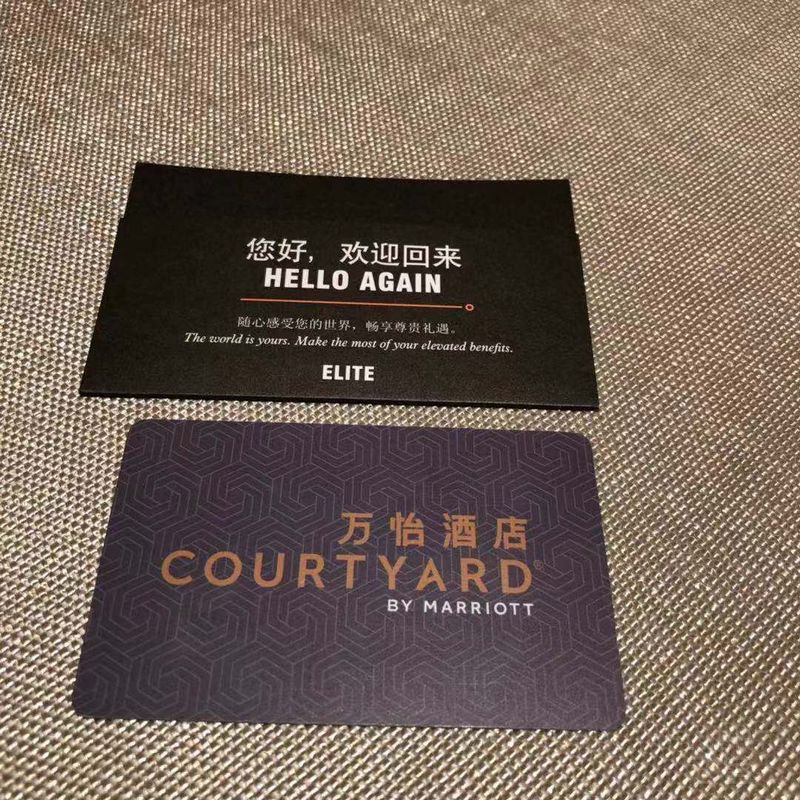 您好，欢迎回来
HELLO AGAIN
随心感受您的世界，畅享尊贵礼遇。
The world is yours. Make the most of your elevated benefits.
ELITE
万怡酒店
COURTYARD®
BY MARRIOTT